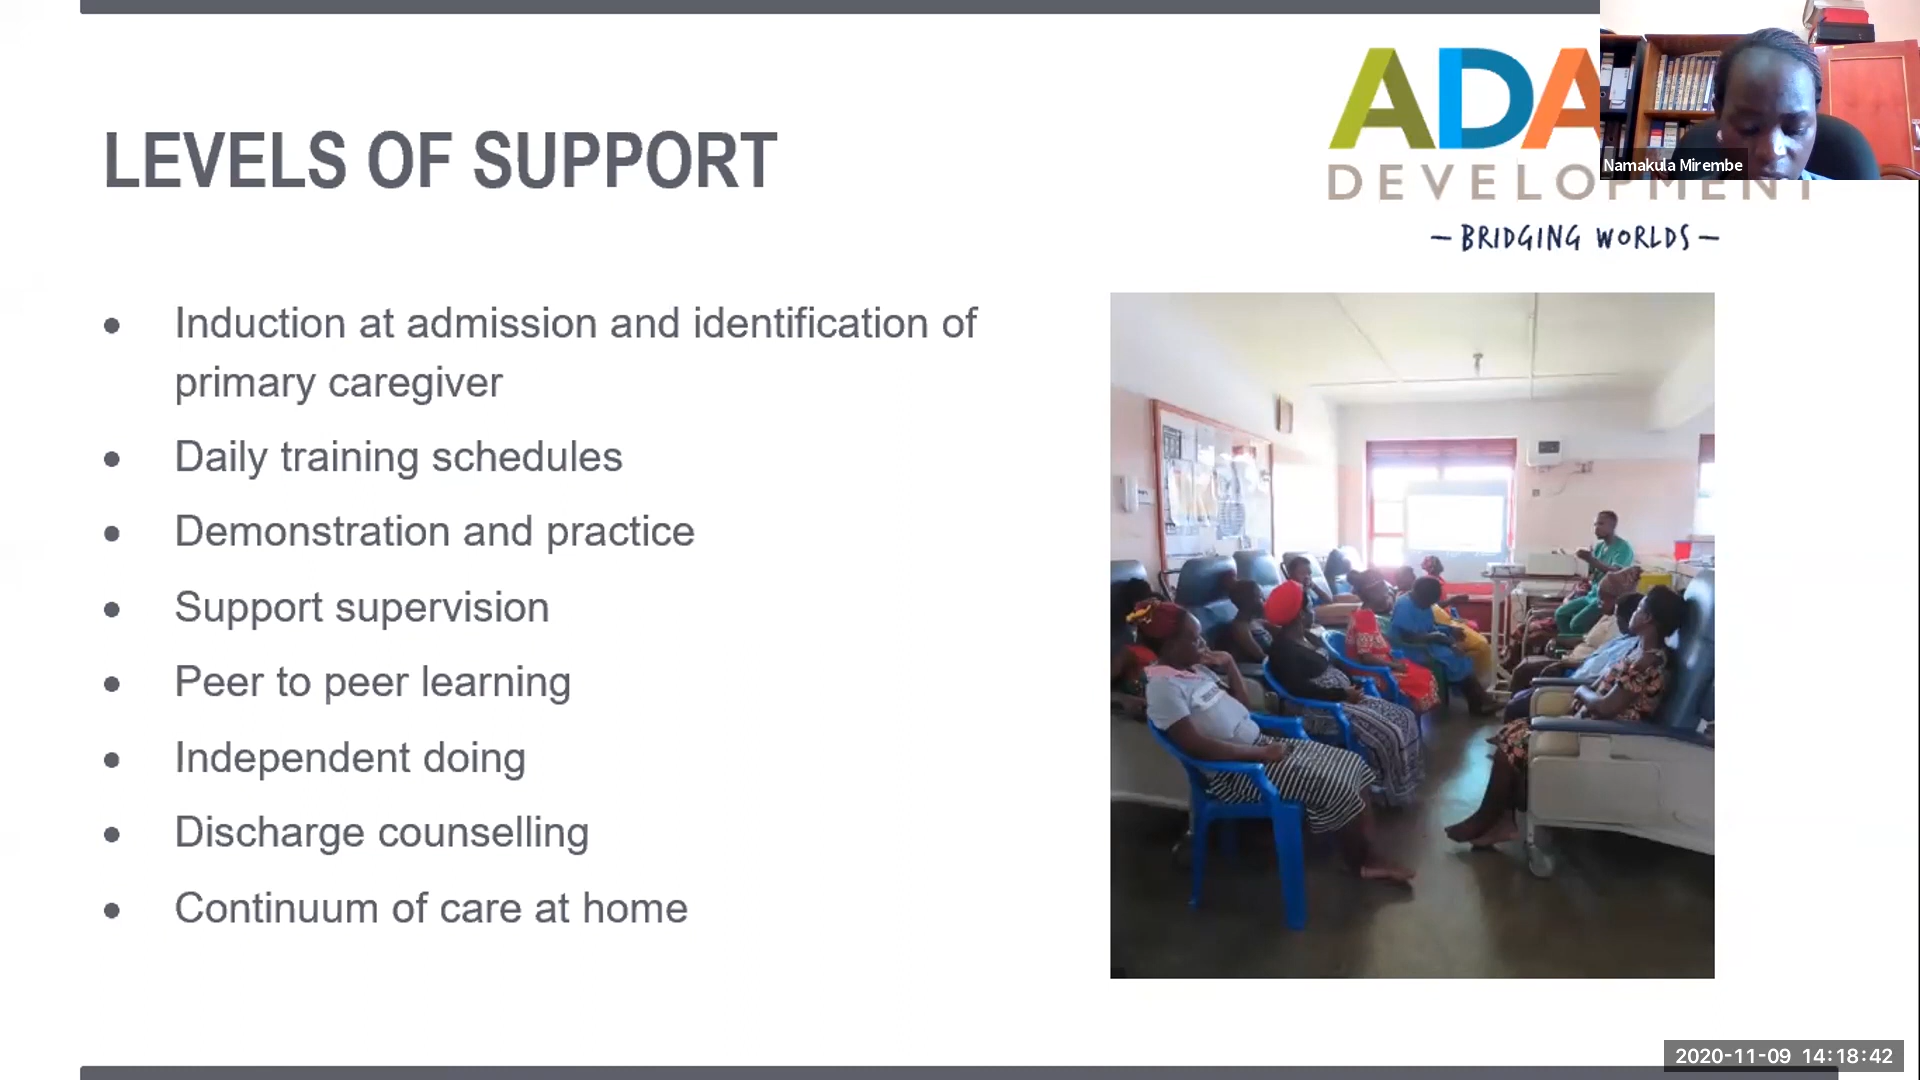 ADA
Namakula Mirembe
DEVELOPMENT
— BRIDGING WORLDS —
LEVELS OF SUPPORT
• Induction at admission and identification of
primary caregiver
• Daily training schedules
• Demonstration and practice
• Support supervision
• Peer to peer learning
• Independent doing
• Discharge counselling
• Continuum of care at home
2020-11-09 14:18:42